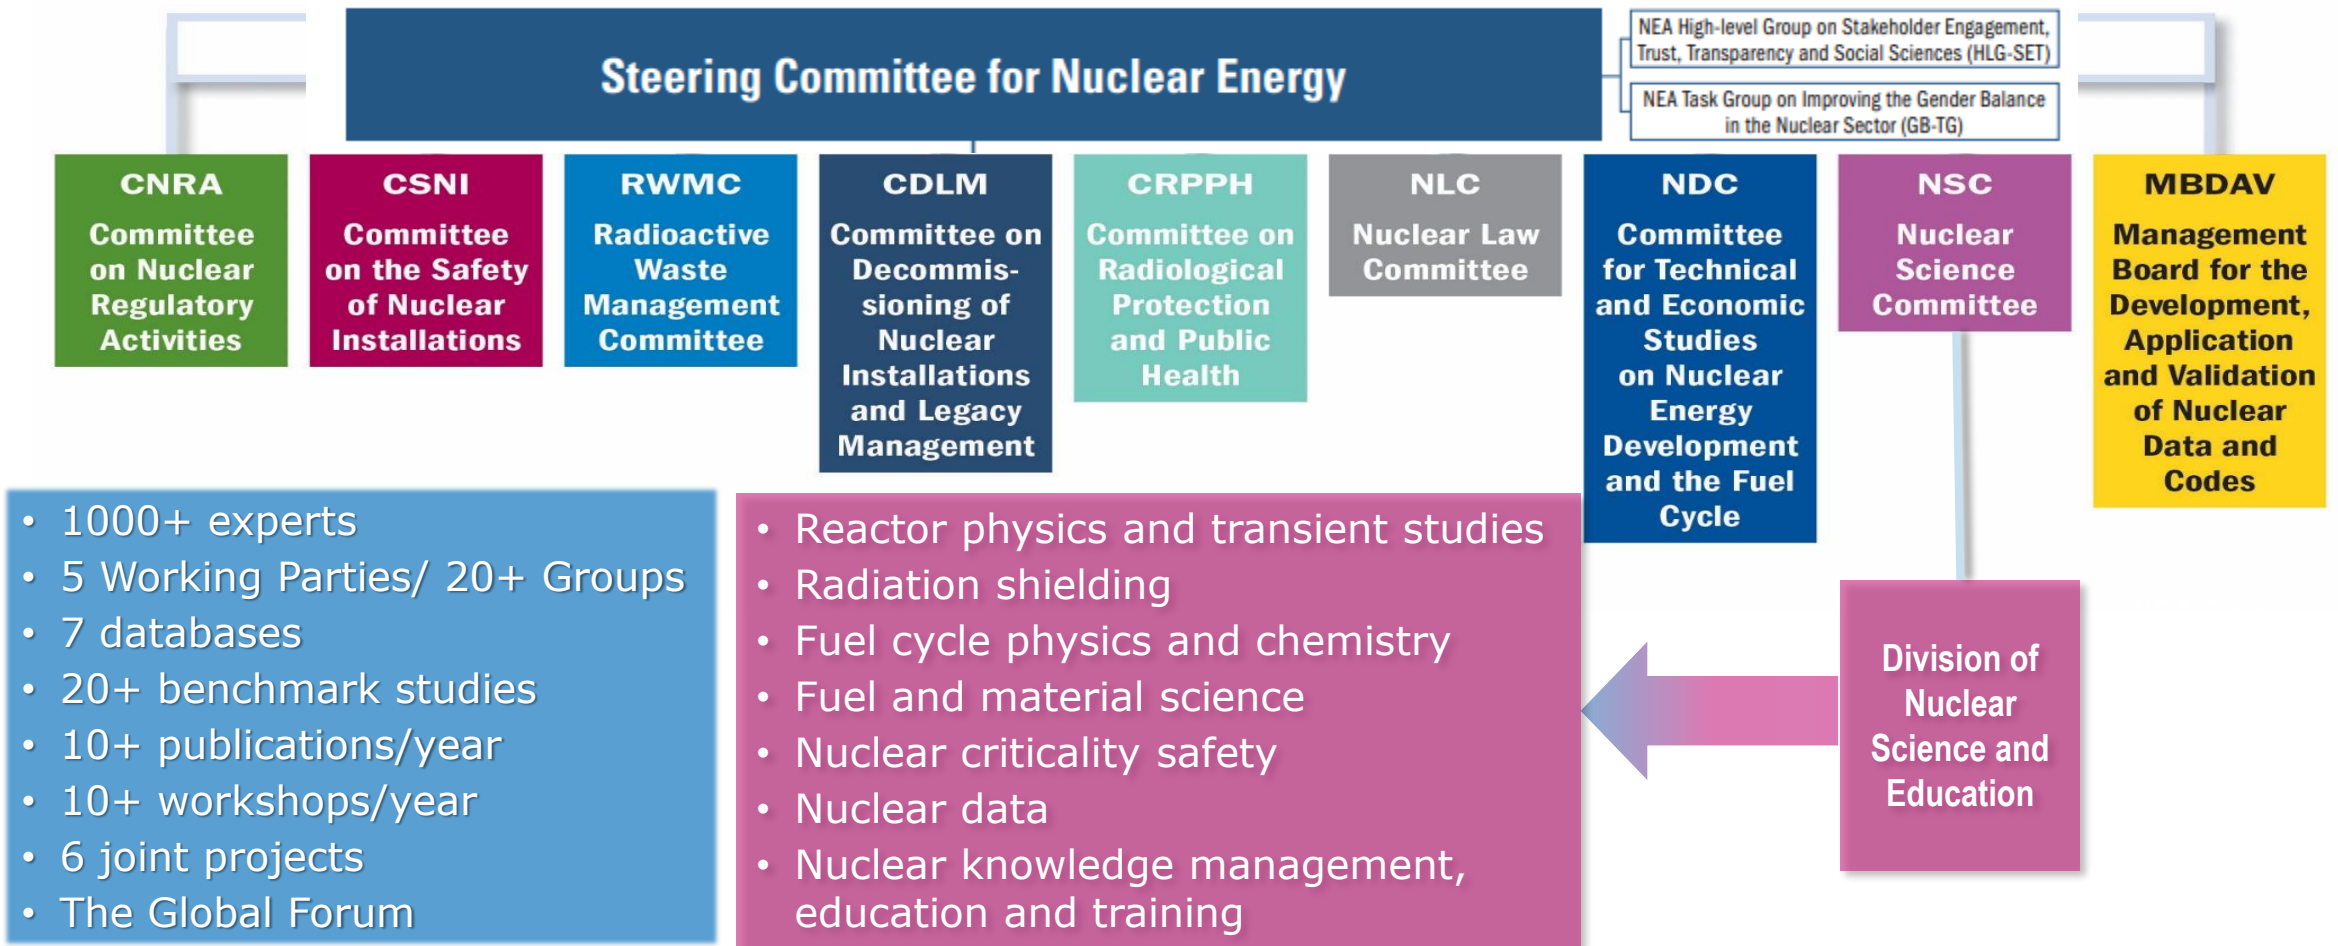 Steering Committee for Nuclear Energy
NEA High-level Group on Stakeholder Engagement,
Trust, Transparency and Social Sciences (HLG-SET)
NEA Task Group on Improving the Gender Balance
in the Nuclear Sector (GB-TG)
CNRA
Committee
on Nuclear
Regulatory
Activities
CSNI
Committee
on the Safety
of Nuclear
Installations
RWMC
Radioactive
Waste
Management
Committee
CDLM
Committee on
Decommis-
sioning of
Nuclear
Installations
and Legacy
Management
CRPPH
Committee on
Radiological
Protection
and Public
Health
NLC
Nuclear Law
Committee
NDC
Committee
for Technical
and Economic
Studies
on Nuclear
Energy
Development
and the Fuel
Cycle
NSC
Nuclear
Science
Committee
MBDAV
Management
Board for the
Development,
Application
and Validation
of Nuclear
Data and
Codes
• 1000+ experts
• 5 Working Parties/ 20+ Groups
• 7 databases
• 20+ benchmark studies
• 10+ publications/year
• 10+ workshops/year
• 6 joint projects
• The Global Forum
• Reactor physics and transient studies
• Radiation shielding
• Fuel cycle physics and chemistry
• Fuel and material science
• Nuclear criticality safety
• Nuclear data
• Nuclear knowledge management,
education and training
Division of
Nuclear
Science and
Education